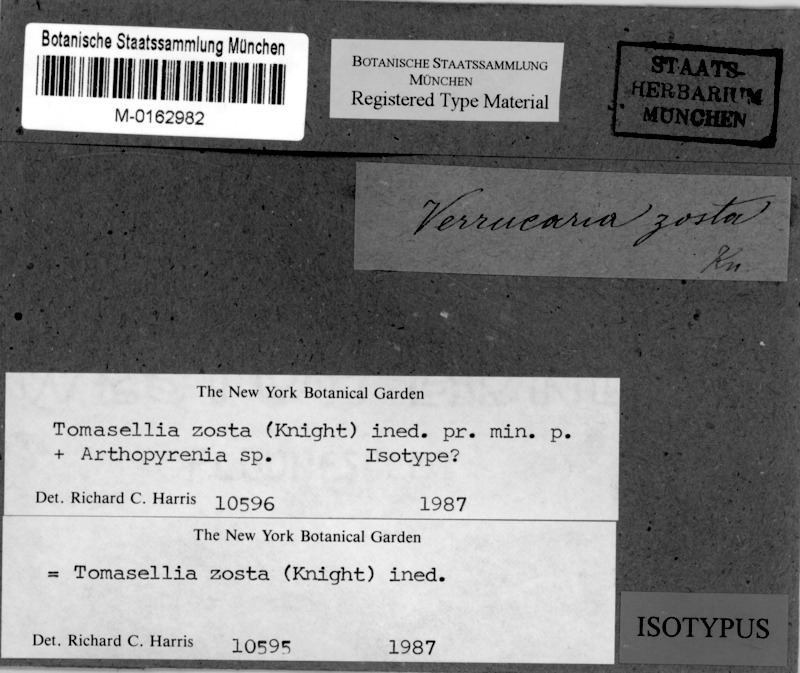 Botanische Staatssammlung München
M-0162982
BOTANISCHE STAATSSAMMLUNG
MÜNCHEN
Registered Type Material
STAATS-
HERBARIUM
MÜNCHEN
Verrucaria zosta
Kn.
The New York Botanical Garden
Tomasellia zosta (Knight) ined. pr. min. p.
+ Arthopyrenia sp. Isotype?
Det. Richard C. Harris 10596 1987
The New York Botanical Garden
= Tomasellia zosta (Knight) ined.
Det. Richard C. Harris 10595 1987
ISOTYPUS